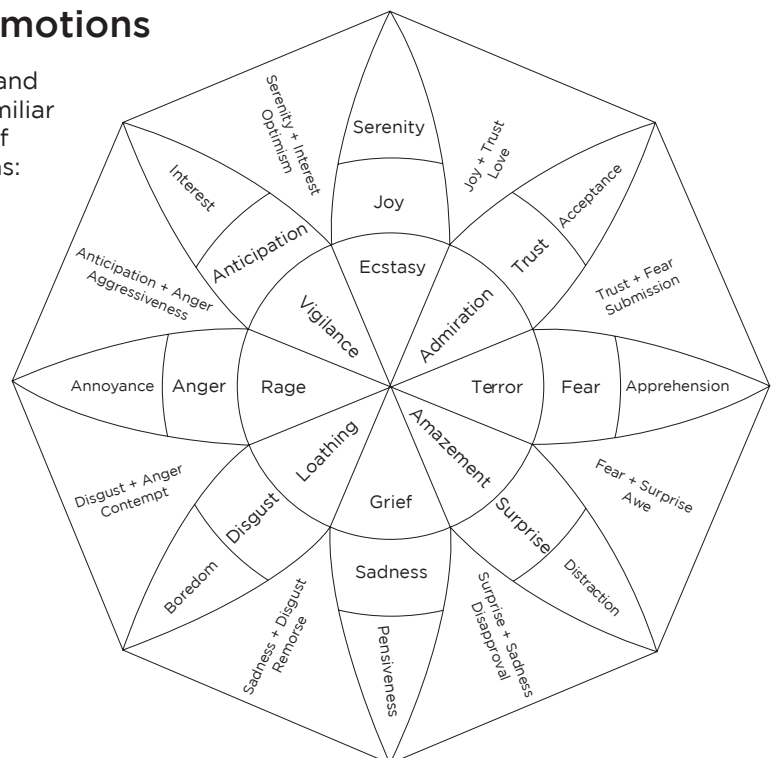 motions
and
miliar
f
s:
Serenity + Interest
Optimism
Serenity
Joy
Ecstasy
Joy + Trust
Love
Acceptance
Trust
Admiration
Trust + Fear
Submission
Apprehension
Fear
Terror
Fear + Surprise
Awe
Distraction
Surprise
Amazement
Surprise + Sadness
Disapproval
Pensiveness
Sadness
Grief
Sadness + Disgust
Remorse
Boredom
Disgust
Loathing
Disgust + Anger
Contempt
Annoyance
Anger
Rage
Anticipation + Anger
Aggressiveness
Interest
Anticipation
Vigilance